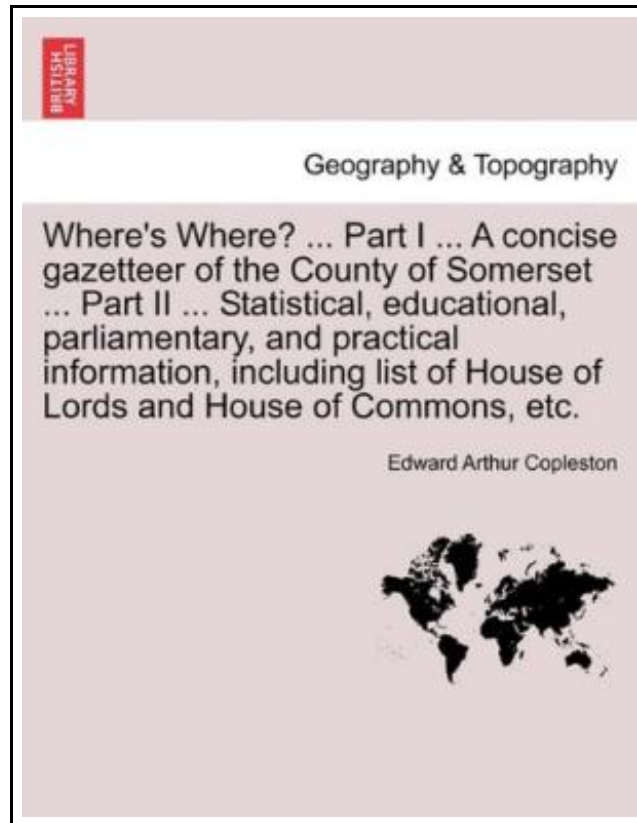 BRITISH
LIBRARY
Geography & Topography
Where's Where? ... Part I ... A concise
gazetteer of the County of Somerset
... Part II ... Statistical, educational,
parliamentary, and practical
information, including list of House of
Lords and House of Commons, etc.
Edward Arthur Copleston